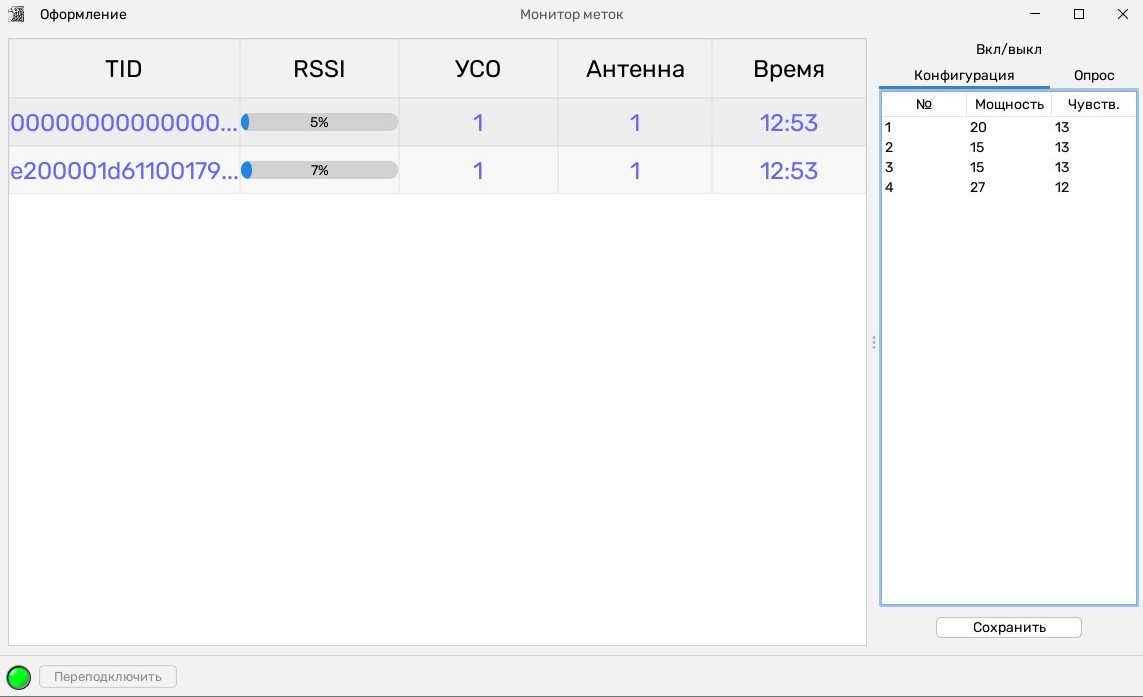 Оформление
Монитор меток
TID RSSI УСО Антенна Время
00000000000000... 5% 1 1 12:53
e200001d61100179... 7% 1 1 12:53
Вкл/выкл
Конфигурация Опрос
№ Мощность Чувств.
1 20 13
2 15 13
3 15 13
4 27 12
Сохранить
Переподключить